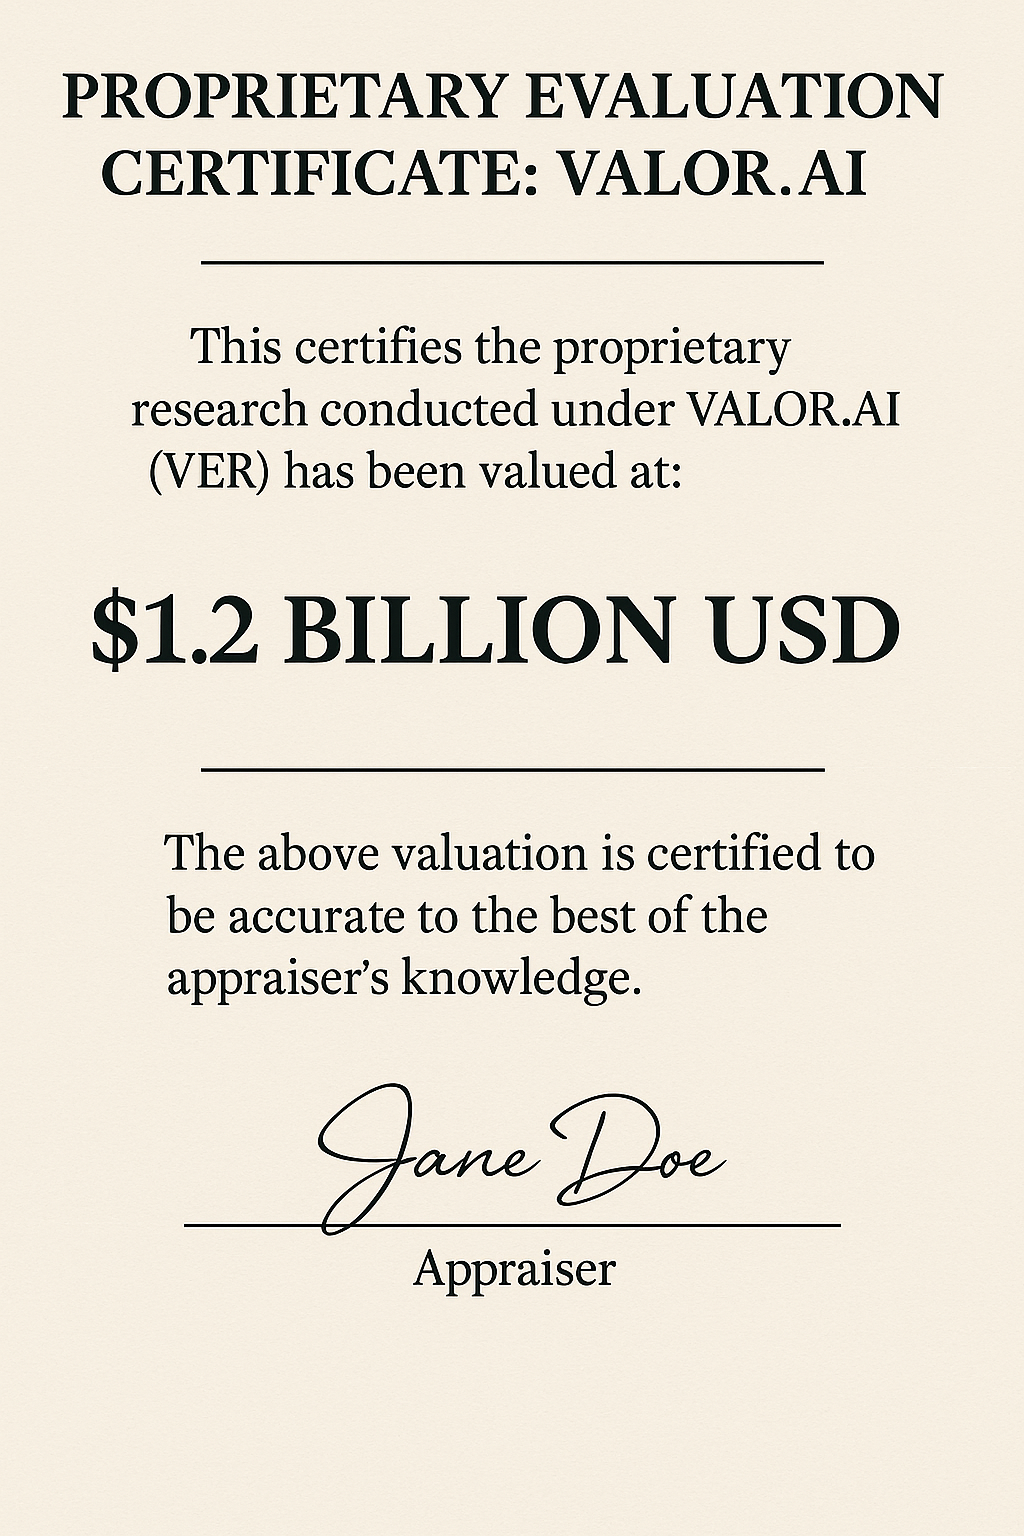 PROPRIETARY EVALUATION
CERTIFICATE: VALOR.AI
This certifies the proprietary
research conducted under VALOR.AI
(VER) has been valued at:
$1.2 BILLION USD
The above valuation is certified to
be accurate to the best of the
appraiser’s knowledge.
Jane Doe
Appraiser